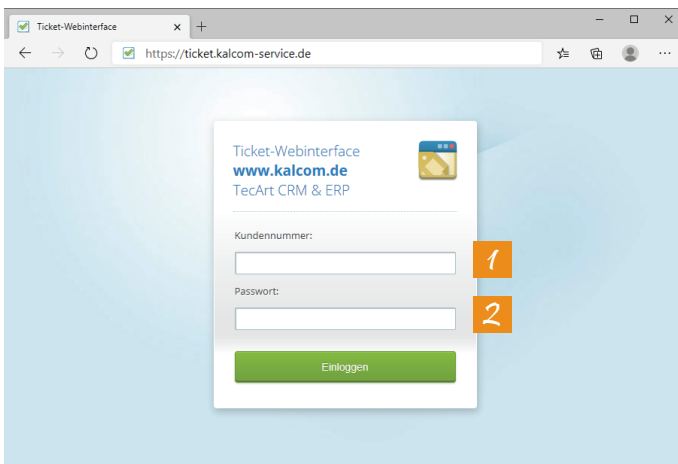 Ticket-Webinterface
https://ticket.kalcom-service.de
Ticket-Webinterface
www.kalcom.de
TecArt CRM & ERP
Kundennummer:
1
Passwort:
2
Einloggen